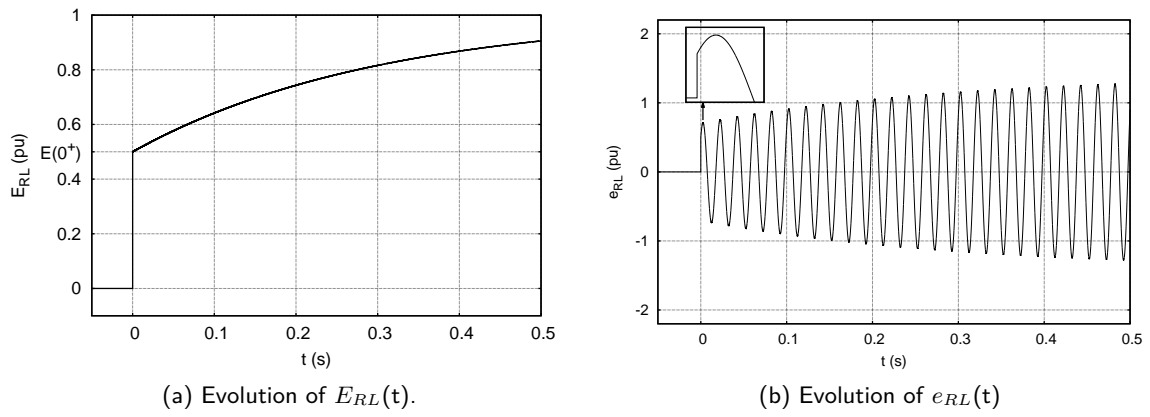 1
0.8
0.6
E(0⁺)
0.4
0.2
0
E_RL (pu)
0 0.1 0.2 0.3 0.4 0.5
t (s)
(a) Evolution of E_RL(t).
2
1
0
-1
-2
e_RL (pu)
0 0.1 0.2 0.3 0.4 0.5
t (s)
(b) Evolution of e_RL(t)